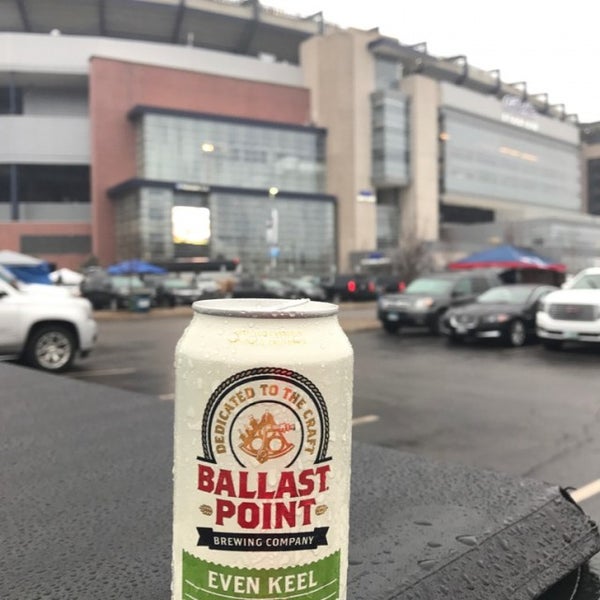 DEDICATED TO THE CRAFT
BALLAST
POINT
BREWING COMPANY
EVEN KEEL